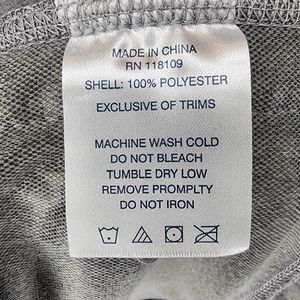 MADE IN CHINA
RN 118109
SHELL: 100% POLYESTER
EXCLUSIVE OF TRIMS
MACHINE WASH COLD
DO NOT BLEACH
TUMBLE DRY LOW
REMOVE PROMPLTY
DO NOT IRON